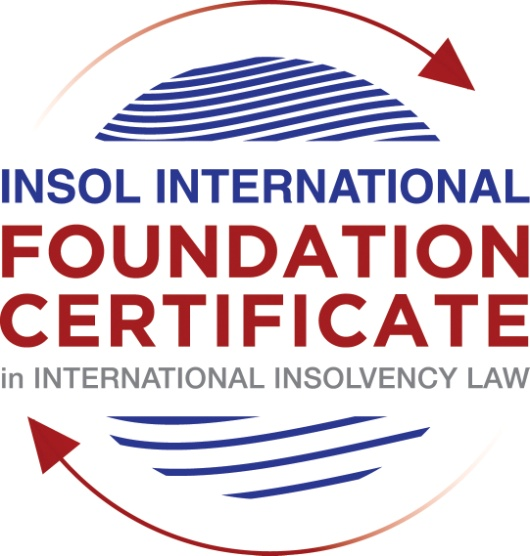 INSOL INTERNATIONAL
FOUNDATION
CERTIFICATE
in INTERNATIONAL INSOLVENCY LAW